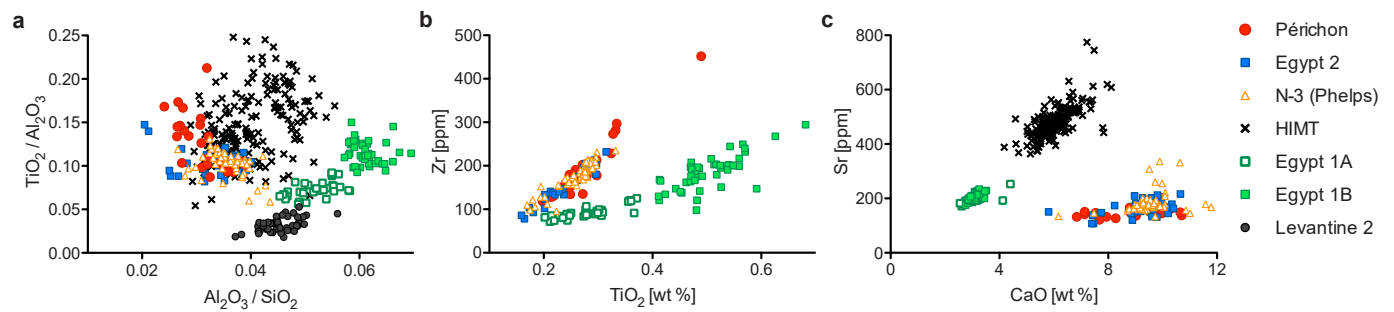 a
0.25
0.20
0.15
0.10
0.05
0.00
TiO2 / Al2O3
0.02
0.04
0.06
Al2O3 / SiO2
b
500
400
300
200
100
0
Zr [ppm]
0.2
0.4
0.6
TiO2 [wt %]
c
800
600
400
200
0
Sr [ppm]
0
4
8
12
CaO [wt %]
Périchon
Egypt 2
N-3 (Phelps)
HIMT
Egypt 1A
Egypt 1B
Levantine 2